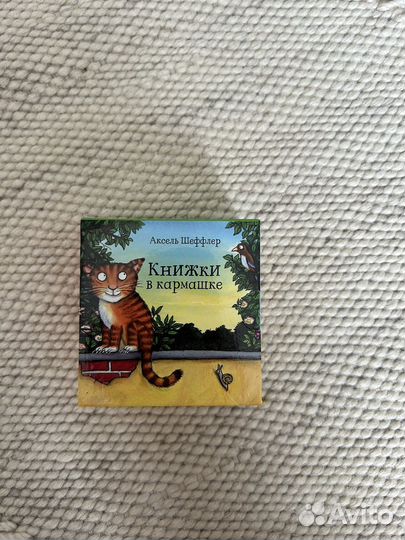 Аксель Шеффлер
Книжки
в кармашке
Avito